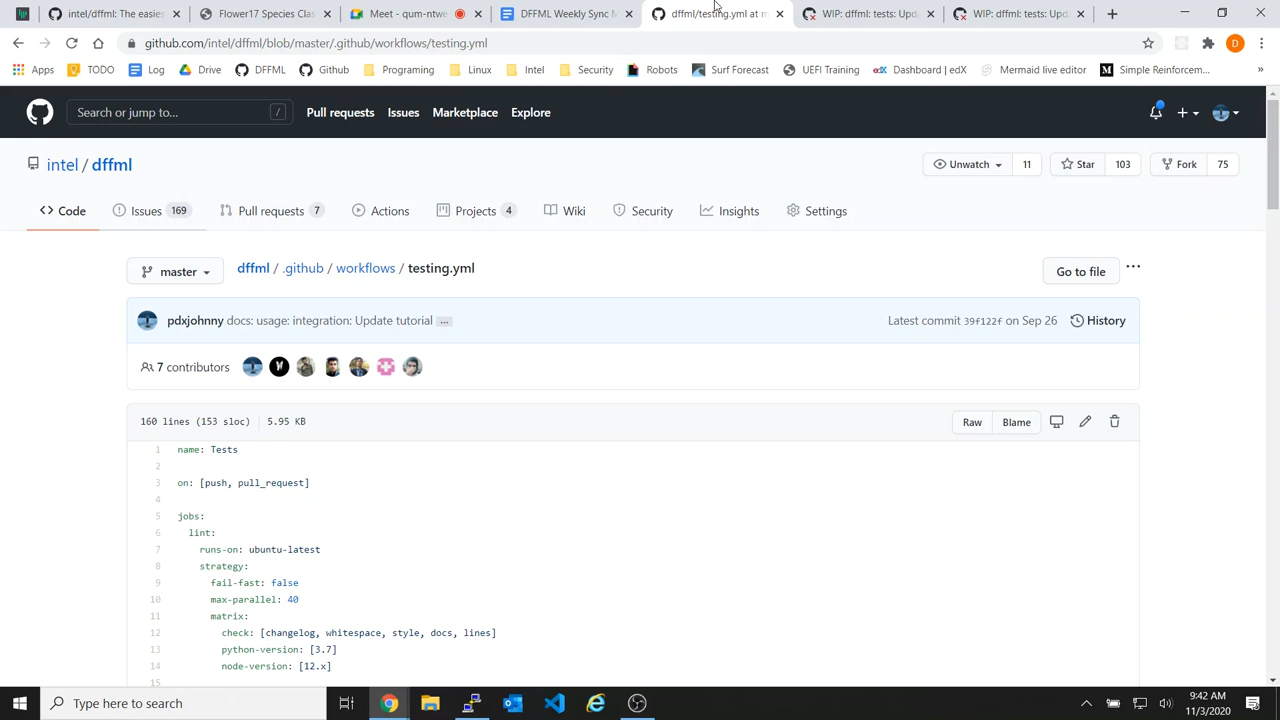 intel/dffml: The easies
Flower17 Species Clas
Meet - qum-ntwe
DFFML Weekly Sync M
dffml/testing.yml at m
WIP: dffml: tests: Upda
WIP: dffml: tests: Upda
github.com/intel/dffml/blob/master/.github/workflows/testing.yml
D
Apps TODO Log Drive DFFML Github Programing Linux Intel Security Robots Surf Forecast UEFI Training edX Dashboard | edX Mermaid live editor M Simple Reinforcem... »
Search or jump to... / Pull requests Issues Marketplace Explore
intel / dffml Unwatch 11 Star 103 Fork 75
Code Issues 169 Pull requests 7 Actions Projects 4 Wiki Security Insights Settings
master dffml / .github / workflows / testing.yml Go to file ...
pdxjohnny docs: usage: integration: Update tutorial ... Latest commit 39f122f on Sep 26 History
7 contributors
160 lines (153 sloc) 5.95 KB Raw Blame
1 name: Tests
2
3 on: [push, pull_request]
4
5 jobs:
6 lint:
7 runs-on: ubuntu-latest
8 strategy:
9 fail-fast: false
10 max-parallel: 40
11 matrix:
12 check: [changelog, whitespace, style, docs, lines]
13 python-version: [3.7]
14 node-version: [12.x]
15
Type here to search
9:42 AM
11/3/2020